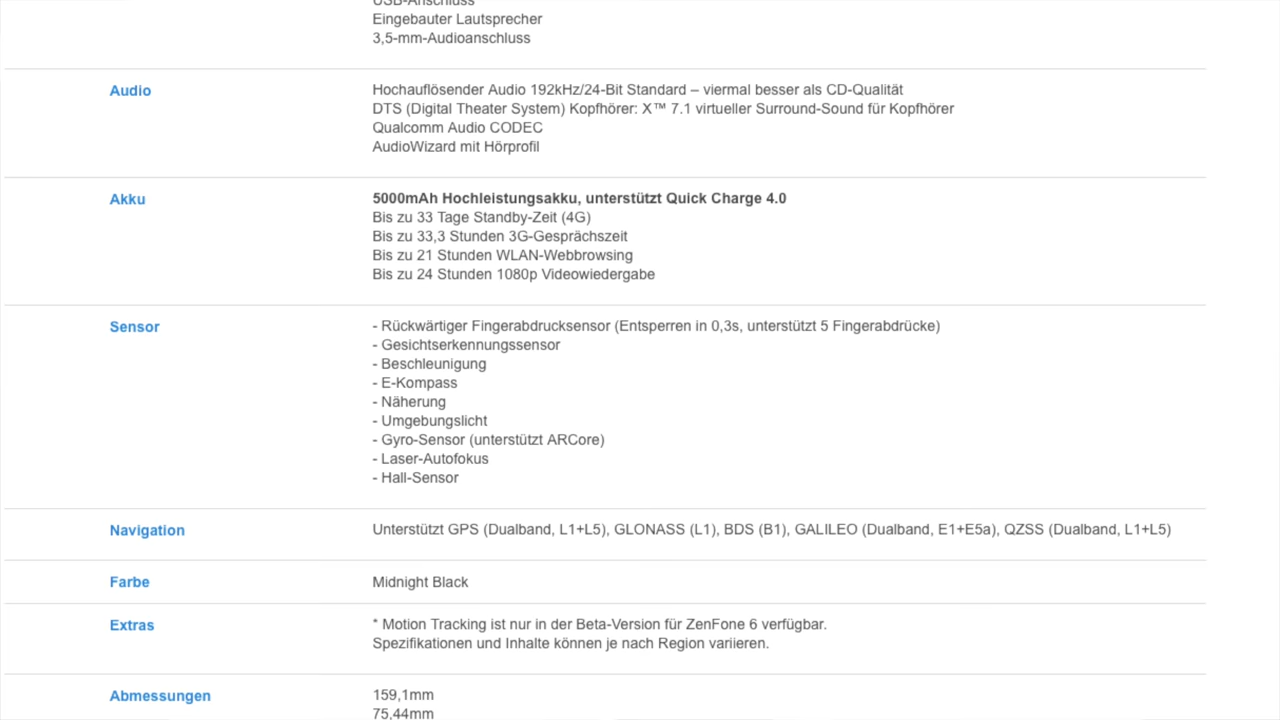 USB-Anschluss
Eingebauter Lautsprecher
3,5-mm-Audioanschluss
Audio
Hochauflösender Audio 192kHz/24-Bit Standard – viermal besser als CD-Qualität
DTS (Digital Theater System) Kopfhörer: X™ 7.1 virtueller Surround-Sound für Kopfhörer
Qualcomm Audio CODEC
AudioWizard mit Hörprofil
Akku
5000mAh Hochleistungsakku, unterstützt Quick Charge 4.0
Bis zu 33 Tage Standby-Zeit (4G)
Bis zu 33,3 Stunden 3G-Gesprächszeit
Bis zu 21 Stunden WLAN-Webbrowsing
Bis zu 24 Stunden 1080p Videowiedergabe
Sensor
- Rückwärtiger Fingerabdrucksensor (Entsperren in 0,3s, unterstützt 5 Fingerabdrücke)
- Gesichtserkennungssensor
- Beschleunigung
- E-Kompass
- Näherung
- Umgebungslicht
- Gyro-Sensor (unterstützt ARCore)
- Laser-Autofokus
- Hall-Sensor
Navigation
Unterstützt GPS (Dualband, L1+L5), GLONASS (L1), BDS (B1), GALILEO (Dualband, E1+E5a), QZSS (Dualband, L1+L5)
Farbe
Midnight Black
Extras
* Motion Tracking ist nur in der Beta-Version für ZenFone 6 verfügbar.
Spezifikationen und Inhalte können je nach Region variieren.
Abmessungen
159,1mm
75,44mm